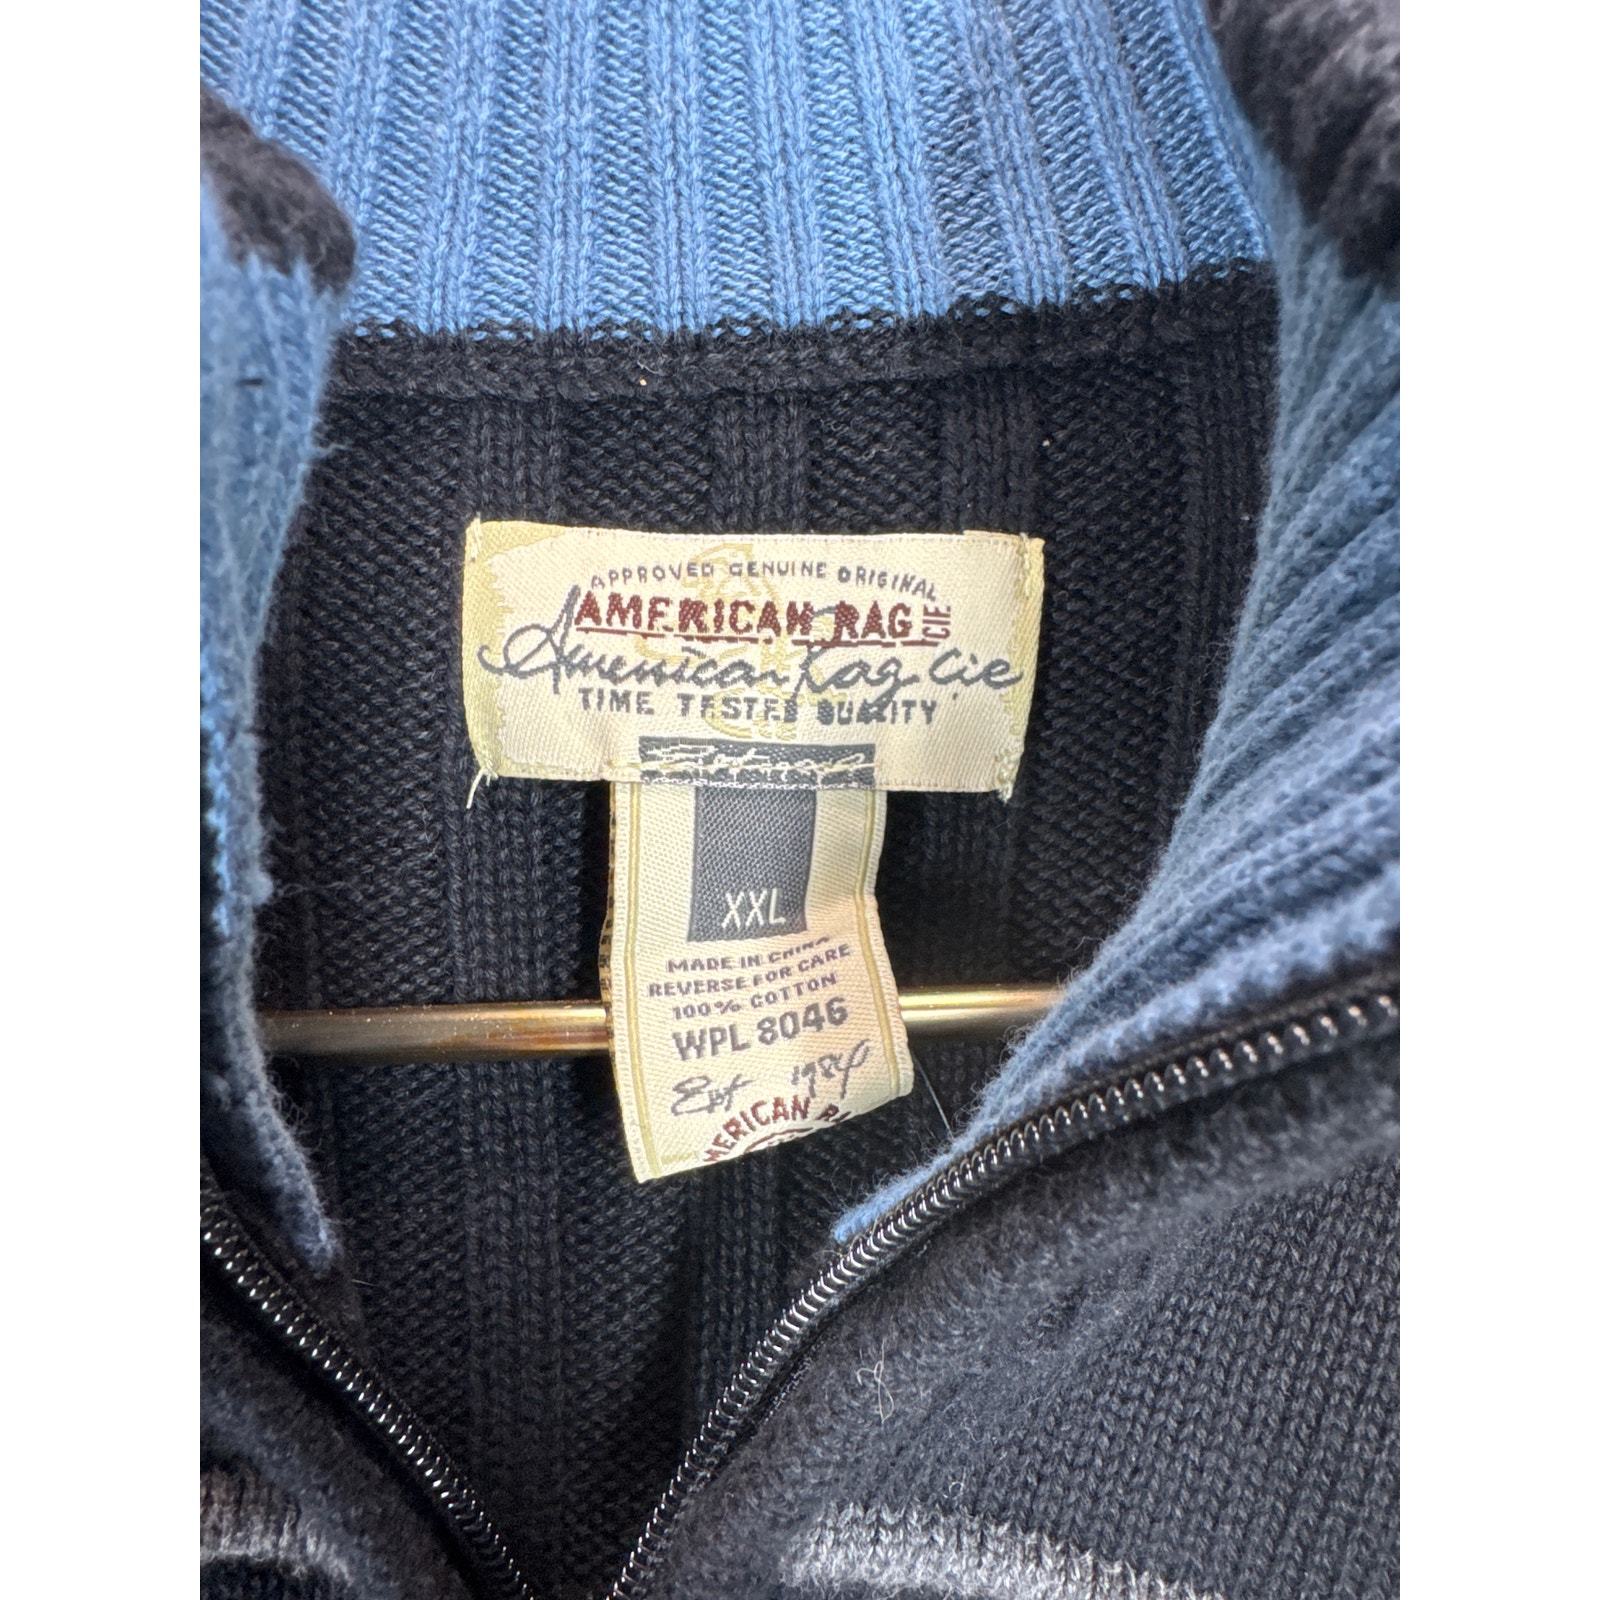 APPROVED GENUINE ORIGINAL
AMERICAN RAG CIE
American Rag Cie
TIME TESTED QUALITY
XXL
MADE IN CHINA
REVERSE FOR CARE
100% COTTON
WPL 8046
Est 1984
AMERICAN RA